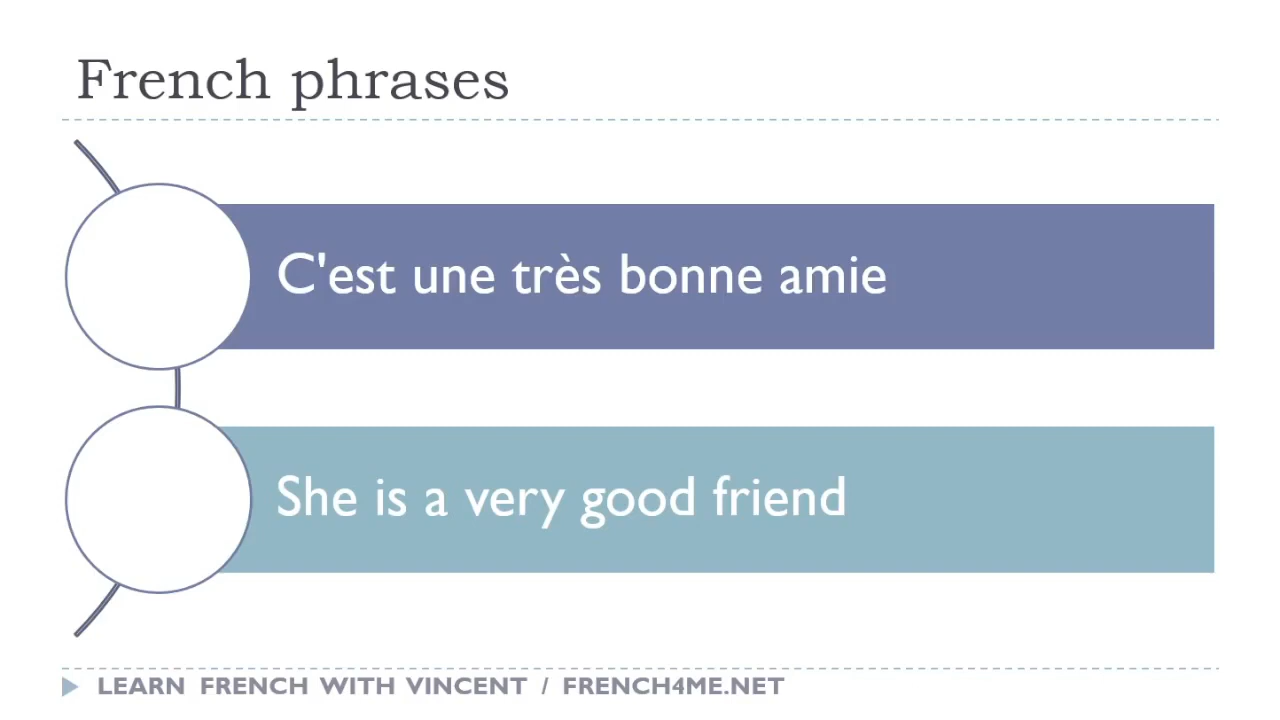 French phrases
C'est une très bonne amie
She is a very good friend
LEARN FRENCH WITH VINCENT / FRENCH4ME.NET